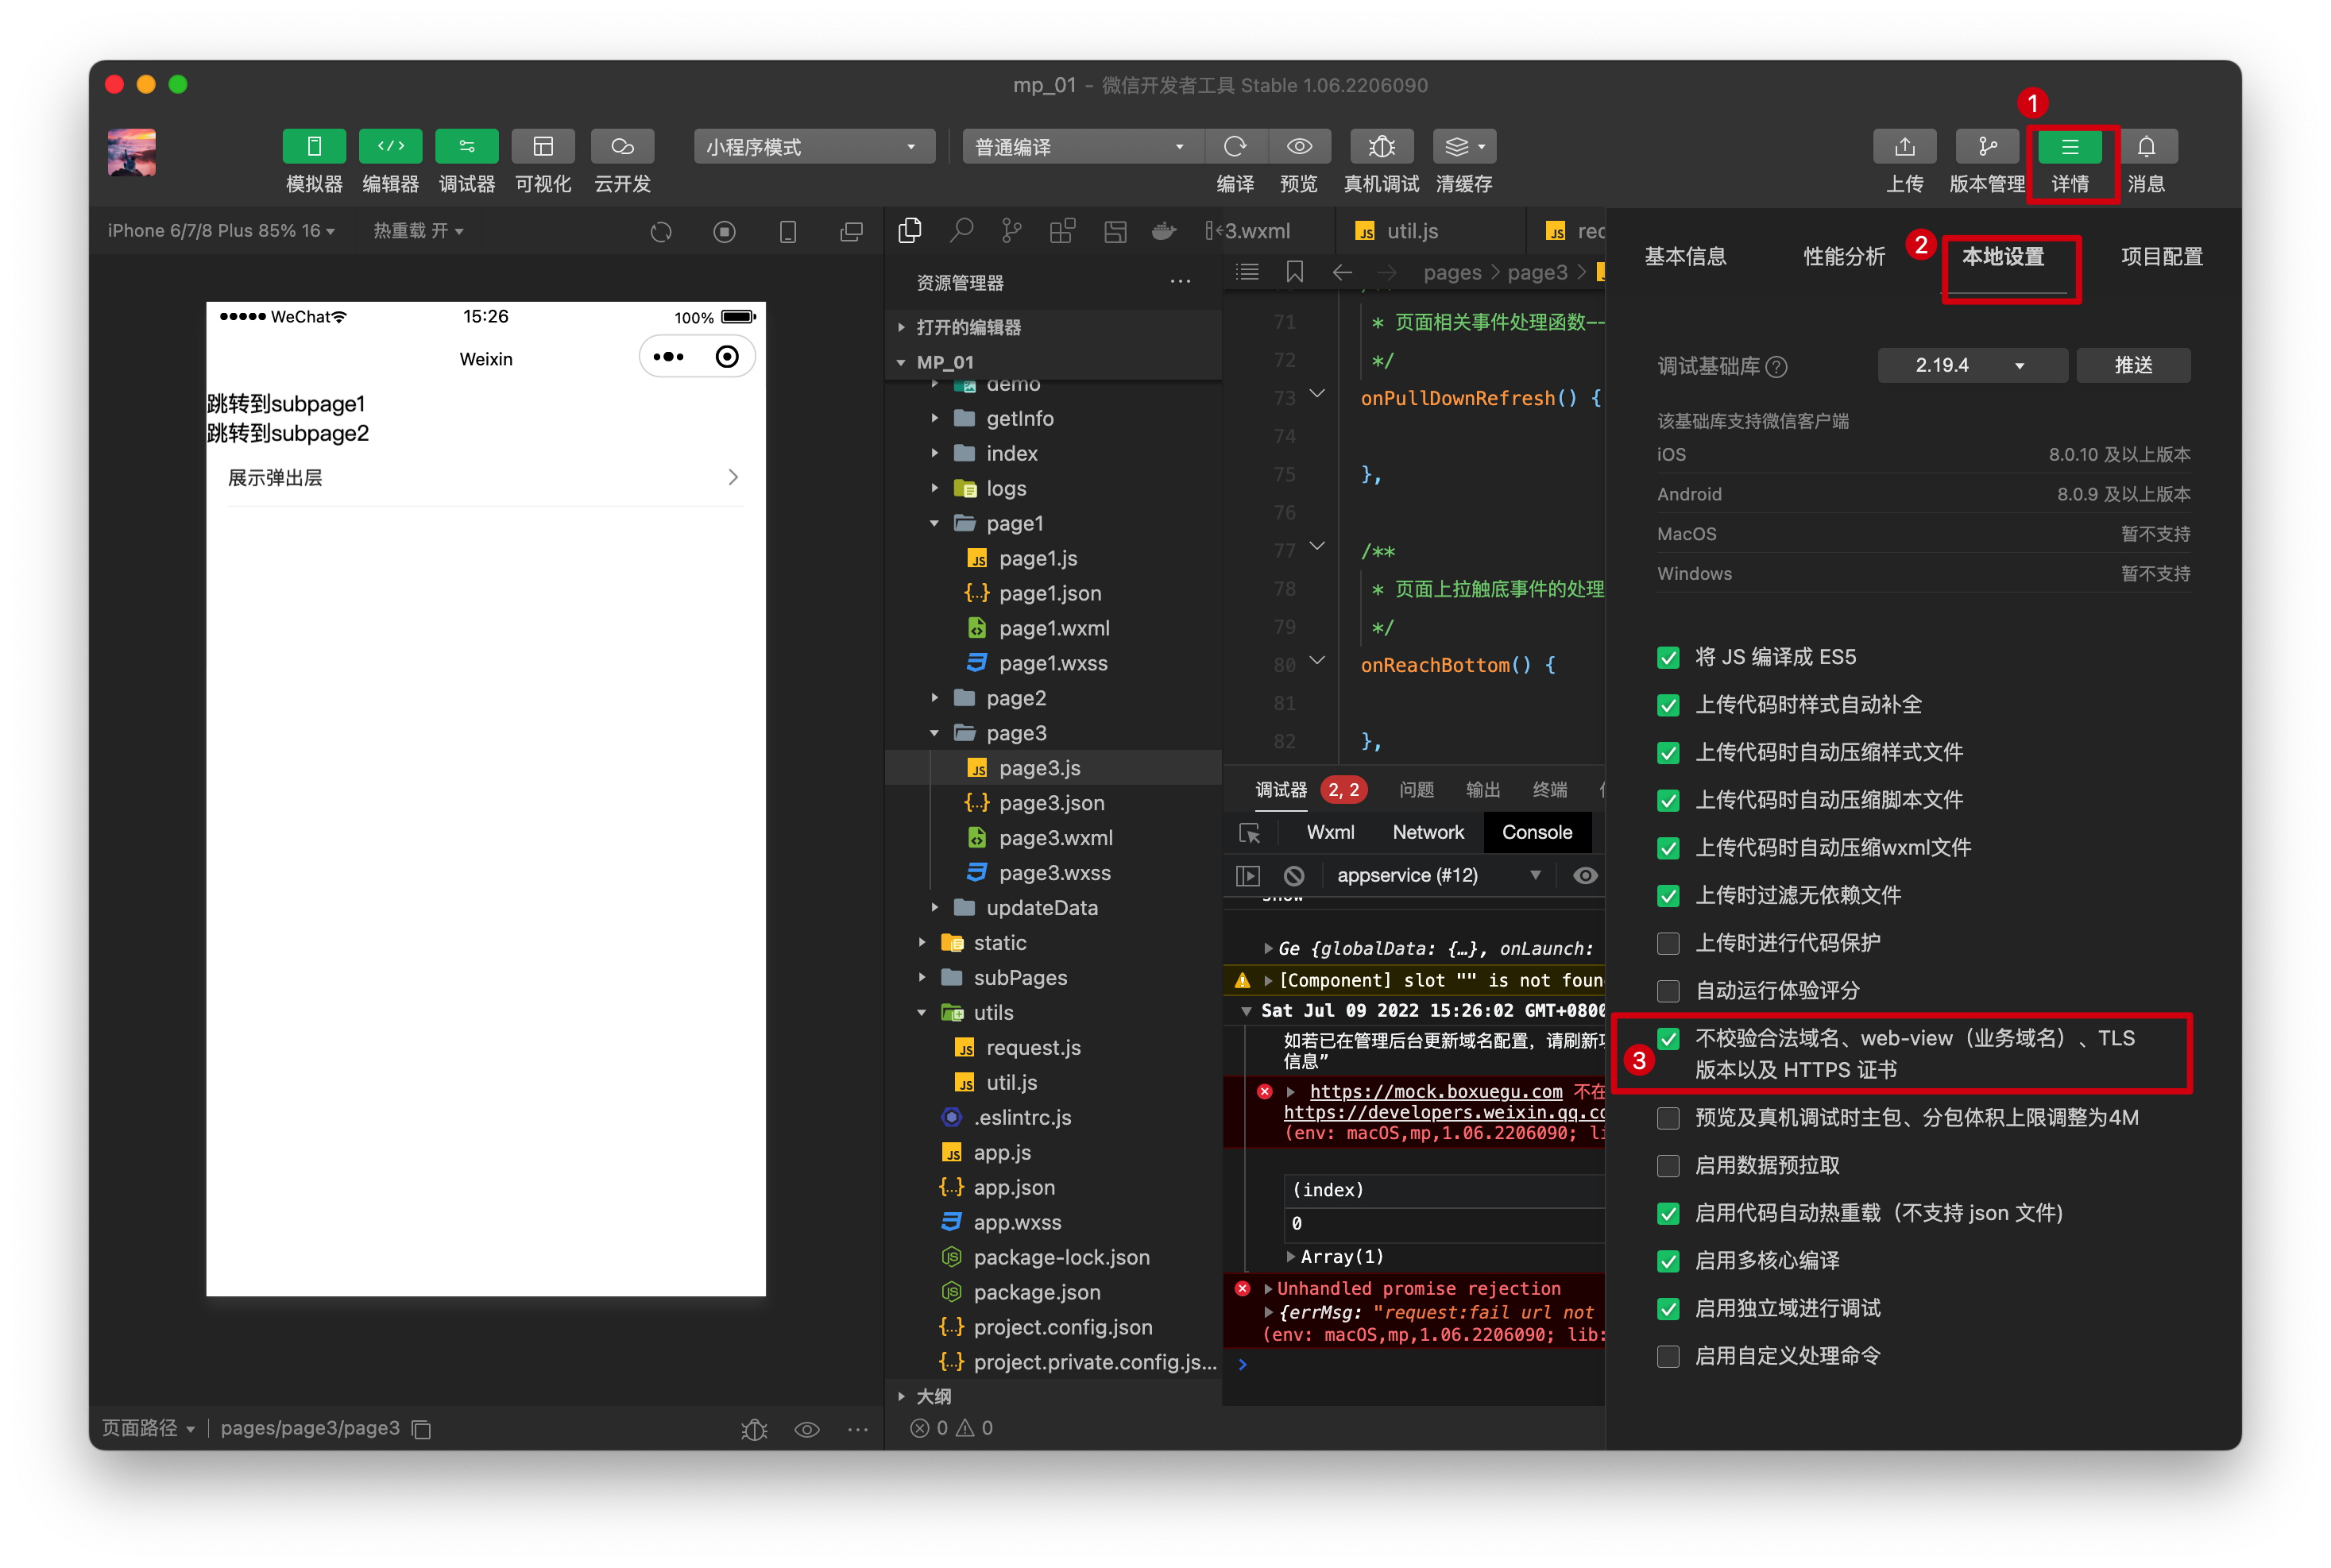 mp_01 - 微信开发者工具 Stable 1.06.2206090
模拟器 编辑器 调试器 可视化 云开发
小程序模式 普通编译
编译 预览 真机调试 清缓存
1
上传 版本管理 详情 消息
iPhone 6/7/8 Plus 85% 16 热重载 开
WeChat 15:26 100%
Weixin
跳转到subpage1
跳转到subpage2
展示弹出层
页面路径 pages/page3/page3
资源管理器
打开的编辑器
MP_01
demo
getInfo
index
logs
page1
page1.js
page1.json
page1.wxml
page1.wxss
page2
page3
page3.js
page3.json
page3.wxml
page3.wxss
updateData
static
subPages
utils
request.js
util.js
.eslintrc.js
app.js
app.json
app.wxss
package-lock.json
package.json
project.config.json
project.private.config.js...
大纲
0 0
3.wxml util.js
pages > page3 >
71 * 页面相关事件处理函数--
72 */
73 onPullDownRefresh() {
74
75 },
76
77 /**
78 * 页面上拉触底事件的处理
79 */
80 onReachBottom() {
81
82 },
调试器 2, 2 问题 输出 终端
Wxml Network Console
appservice (#12)
show
Ge {globalData: {…}, onLaunch:
[Component] slot "" is not foun
Sat Jul 09 2022 15:26:02 GMT+0800
如若已在管理后台更新域名配置，请刷新项
信息”
https://mock.boxuegu.com 不在
https://developers.weixin.qq.co
(env: macOS,mp,1.06.2206090; li
(index)
0
Array(1)
Unhandled promise rejection
{errMsg: "request:fail url not
(env: macOS,mp,1.06.2206090; lib:
基本信息 性能分析 2 本地设置 项目配置
调试基础库 ? 2.19.4 推送
该基础库支持微信客户端
iOS 8.0.10 及以上版本
Android 8.0.9 及以上版本
MacOS 暂不支持
Windows 暂不支持
将 JS 编译成 ES5
上传代码时样式自动补全
上传代码时自动压缩样式文件
上传代码时自动压缩脚本文件
上传代码时自动压缩wxml文件
上传时过滤无依赖文件
上传时进行代码保护
自动运行体验评分
不校验合法域名、web-view（业务域名）、TLS
3 版本以及 HTTPS 证书
预览及真机调试时主包、分包体积上限调整为4M
启用数据预拉取
启用代码自动热重载（不支持 json 文件)
启用多核心编译
启用独立域进行调试
启用自定义处理命令